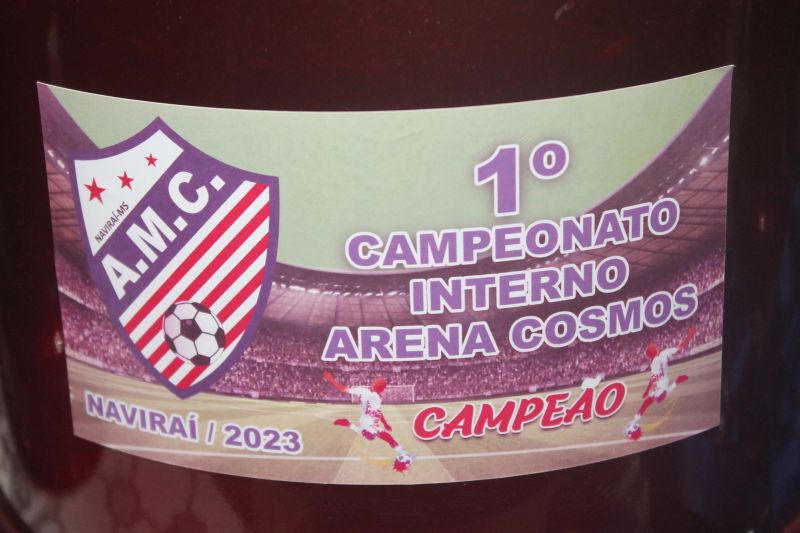 NAVIRAÍ-MS
A.M.C.
1º
CAMPEONATO
INTERNO
ARENA COSMOS
CAMPEÃO
NAVIRAÍ / 2023